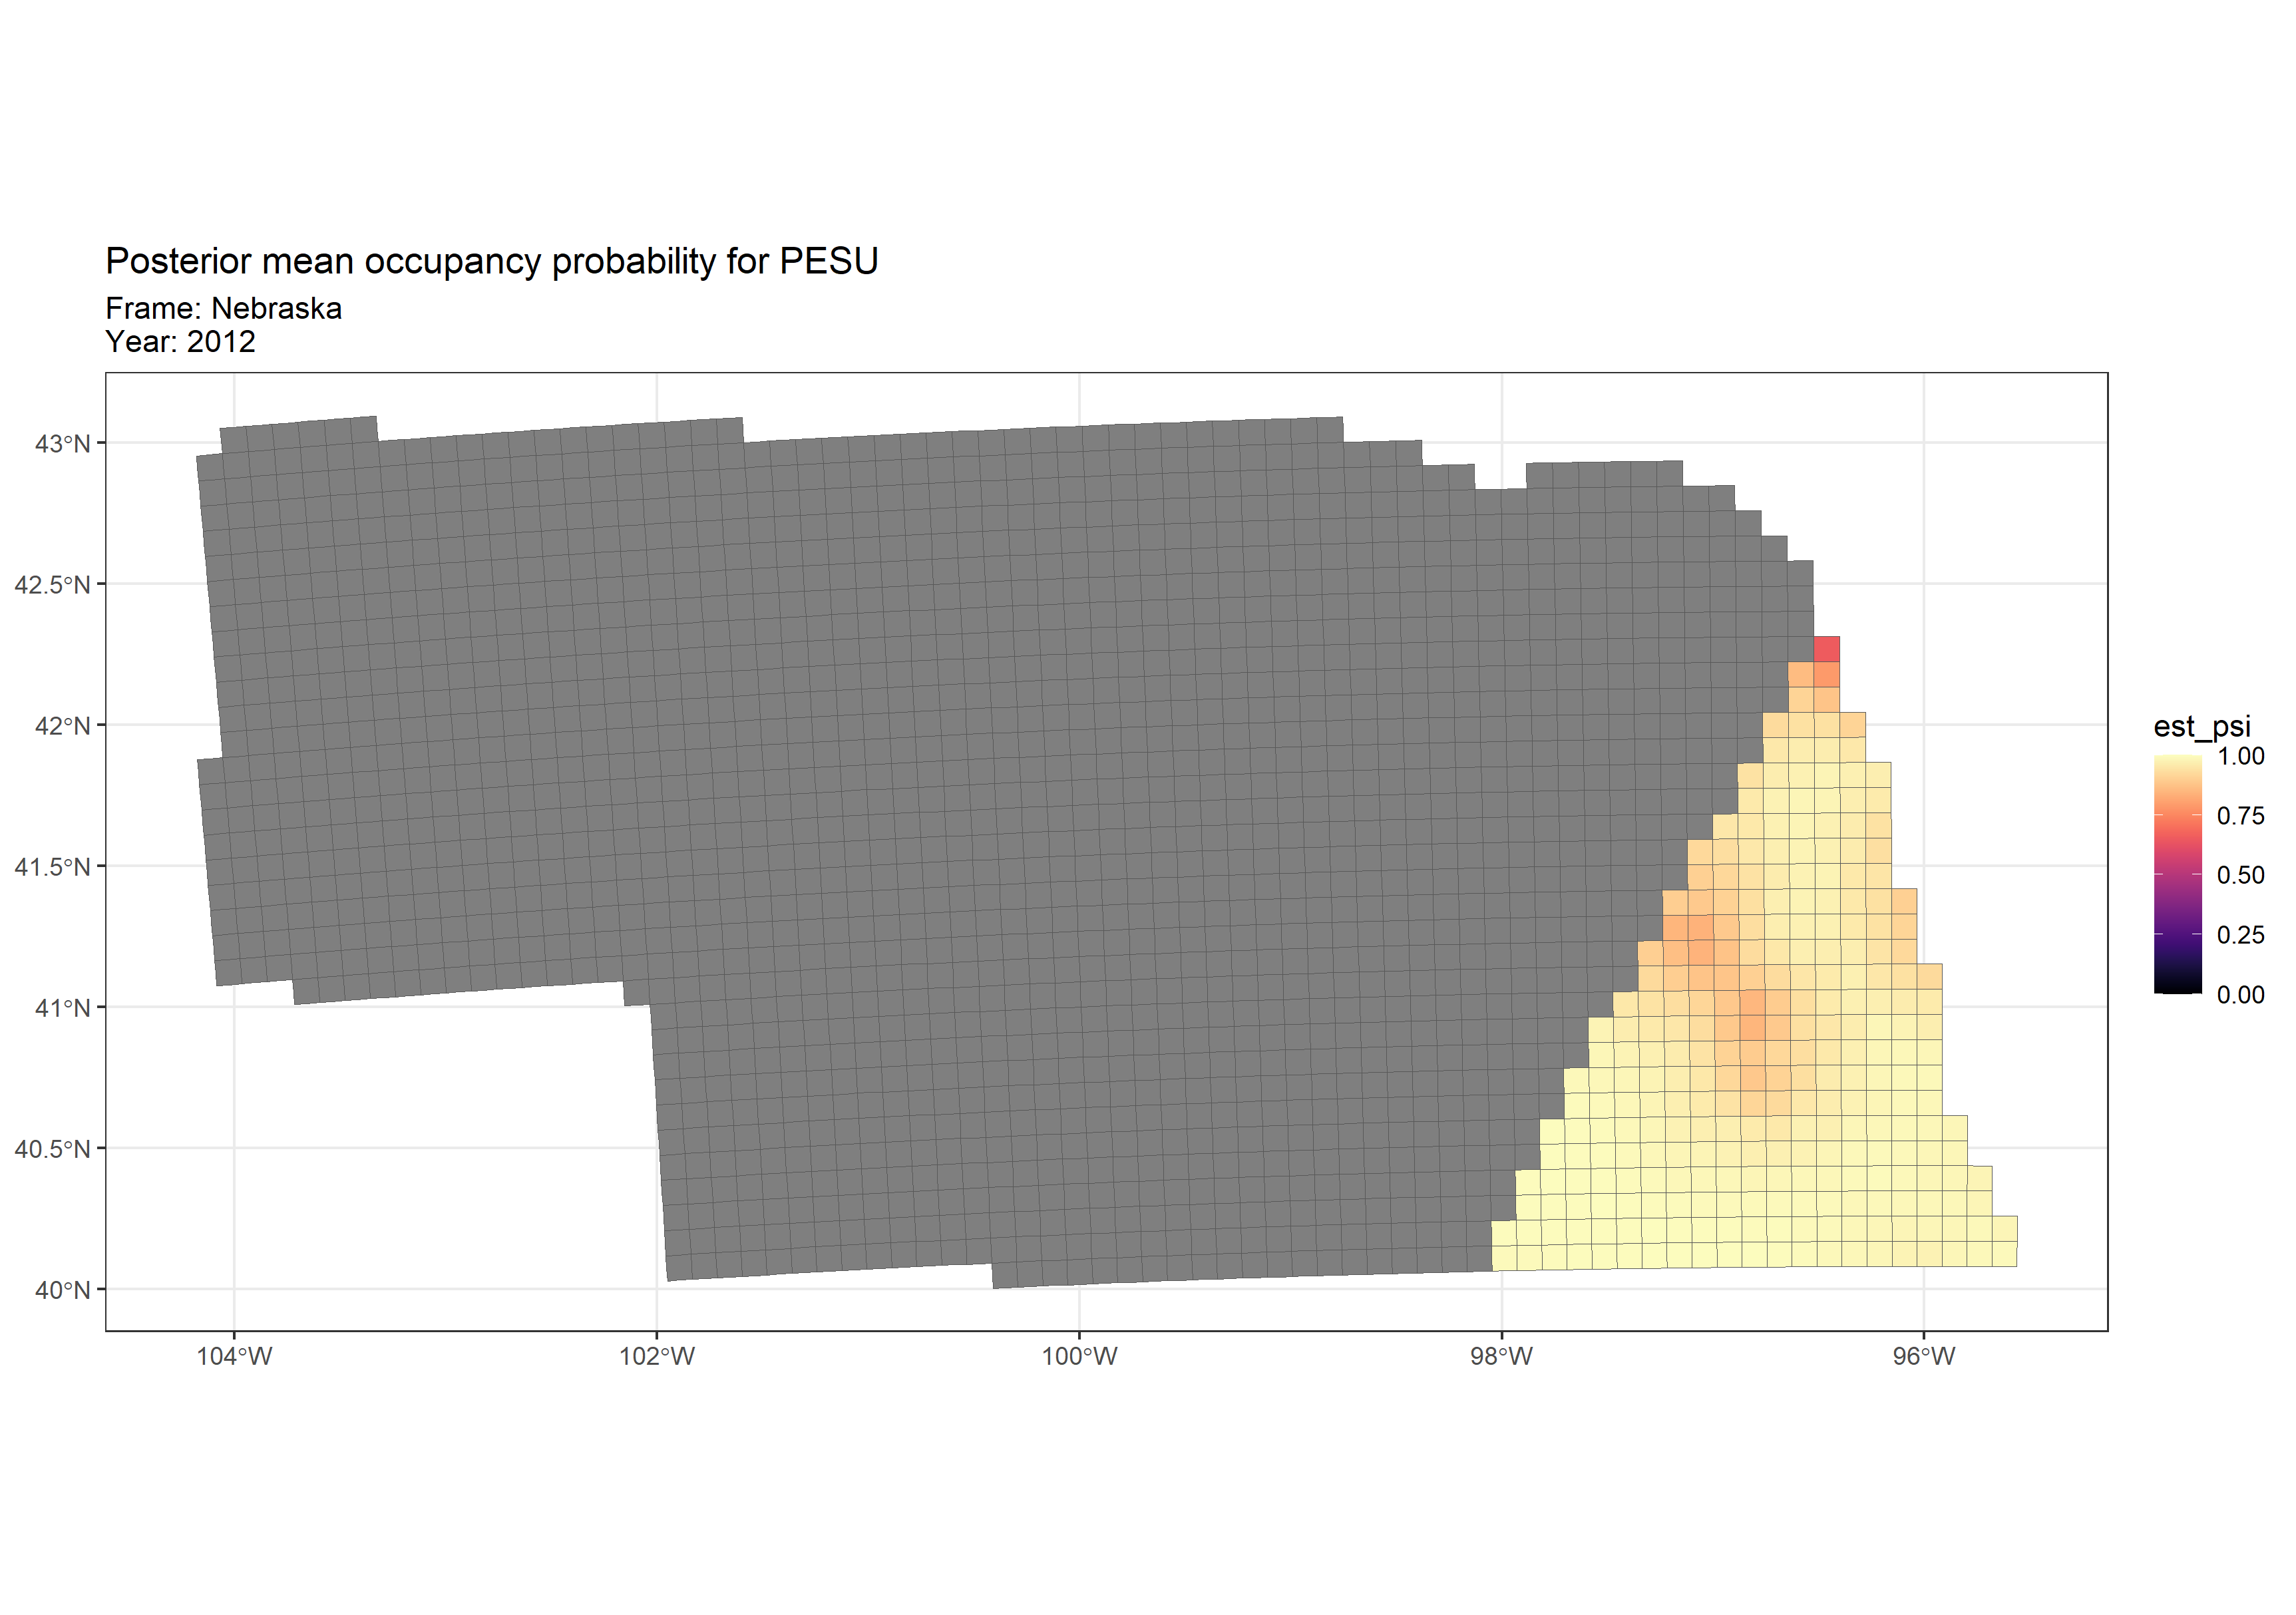 Posterior mean occupancy probability for PESU
Frame: Nebraska
Year: 2012
43°N
42.5°N
42°N
41.5°N
41°N
40.5°N
40°N
104°W
102°W
100°W
98°W
96°W
est_psi
1.00
0.75
0.50
0.25
0.00